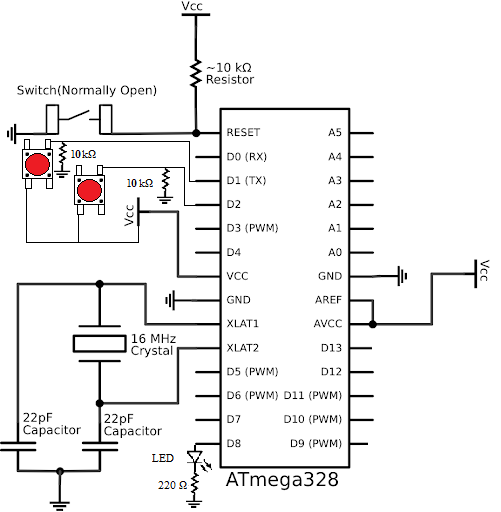 Vcc
~10 kΩ
Resistor
Switch(Normally Open)
10kΩ
10 kΩ
Vcc
RESET
D0 (RX)
D1 (TX)
D2
D3 (PWM)
D4
VCC
GND
XLAT1
XLAT2
D5 (PWM)
D6 (PWM)
D7
D8
A5
A4
A3
A2
A1
A0
GND
AREF
AVCC
D13
D12
D11 (PWM)
D10 (PWM)
D9 (PWM)
Vcc
16 MHz
Crystal
22pF
Capacitor
22pF
Capacitor
LED
220 Ω
ATmega328